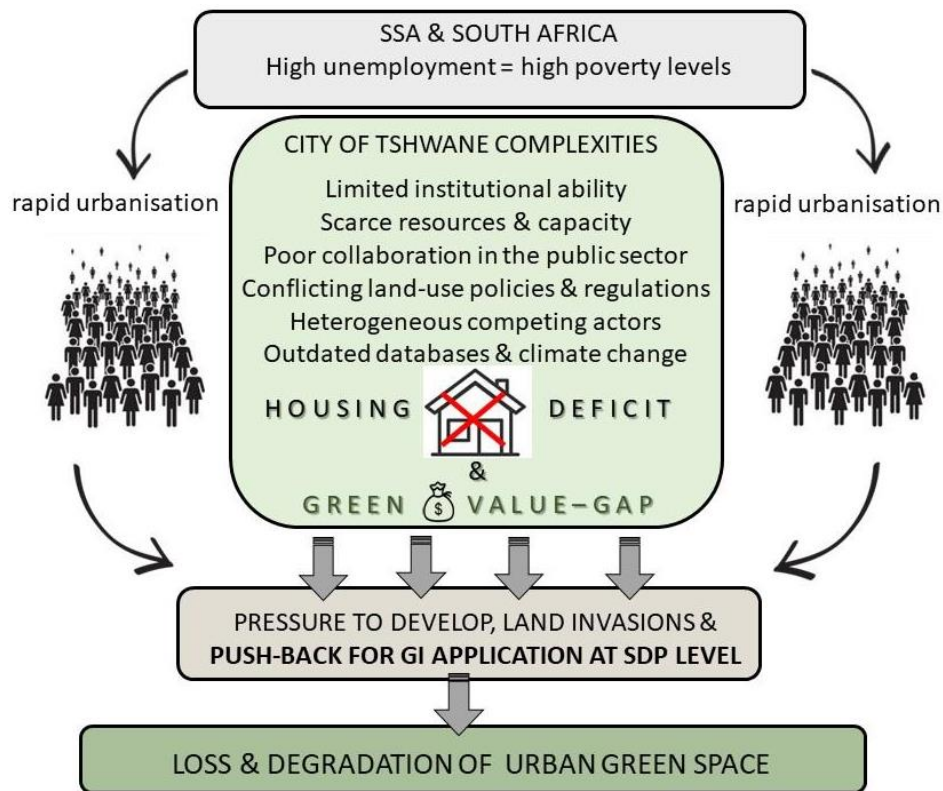 SSA & SOUTH AFRICA
High unemployment = high poverty levels
rapid urbanisation
rapid urbanisation
CITY OF TSHWANE COMPLEXITIES
Limited institutional ability
Scarce resources & capacity
Poor collaboration in the public sector
Conflicting land-use policies & regulations
Heterogeneous competing actors
Outdated databases & climate change
HOUSING DEFICIT
&
GREEN $ VALUE–GAP
PRESSURE TO DEVELOP, LAND INVASIONS &
PUSH-BACK FOR GI APPLICATION AT SDP LEVEL
LOSS & DEGRADATION OF URBAN GREEN SPACE